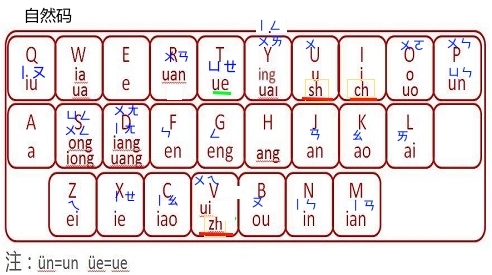 自然码
ㄧㄥ
ㄨㄞ ㄨ ㄨㄛ ㄨㄣ
Q W E R T Y U I O P
ㄧㄡ ㄨㄢ ㄩㄝ ㄩㄣ
iu ia e uan ue ing u i o un
ua uai sh ch uo
ㄩㄥ ㄨㄤ
A S D F G H J K L
ㄨㄥ ㄧㄤ ㄣ ㄥ ㄢ ㄠ ㄞ
a ong iang en eng ang an ao ai
iong uang
ㄨㄟ
Z X C V B N M
ㄟ ㄧㄝ ㄧㄠ ㄡ ㄧㄣ ㄧㄢ
ei ie iao ui ou in ian
zh
注：ün=un üe=ue